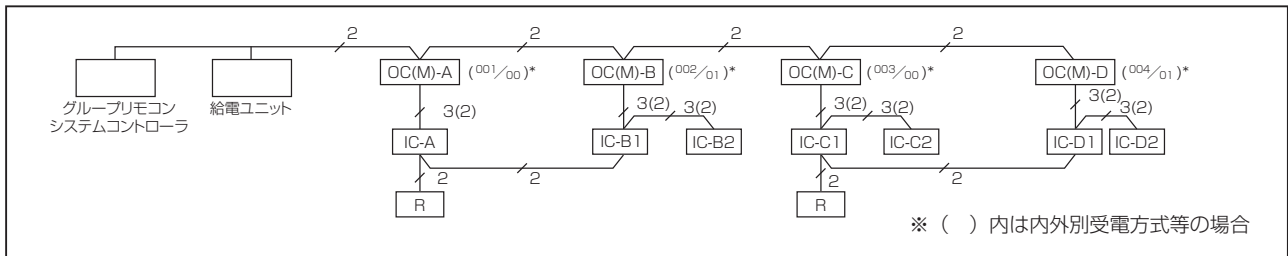 2 2 2 2
OC(M)-A (001/00)* OC(M)-B (002/01)* OC(M)-C (003/00)* OC(M)-D (004/01)*
グループリモコン
システムコントローラ
給電ユニット
3(2) 3(2) 3(2) 3(2) 3(2) 3(2) 3(2)
IC-A IC-B1 IC-B2 IC-C1 IC-C2 IC-D1 IC-D2
2 2 2 2
R R
※（　）内は内外別受電方式等の場合